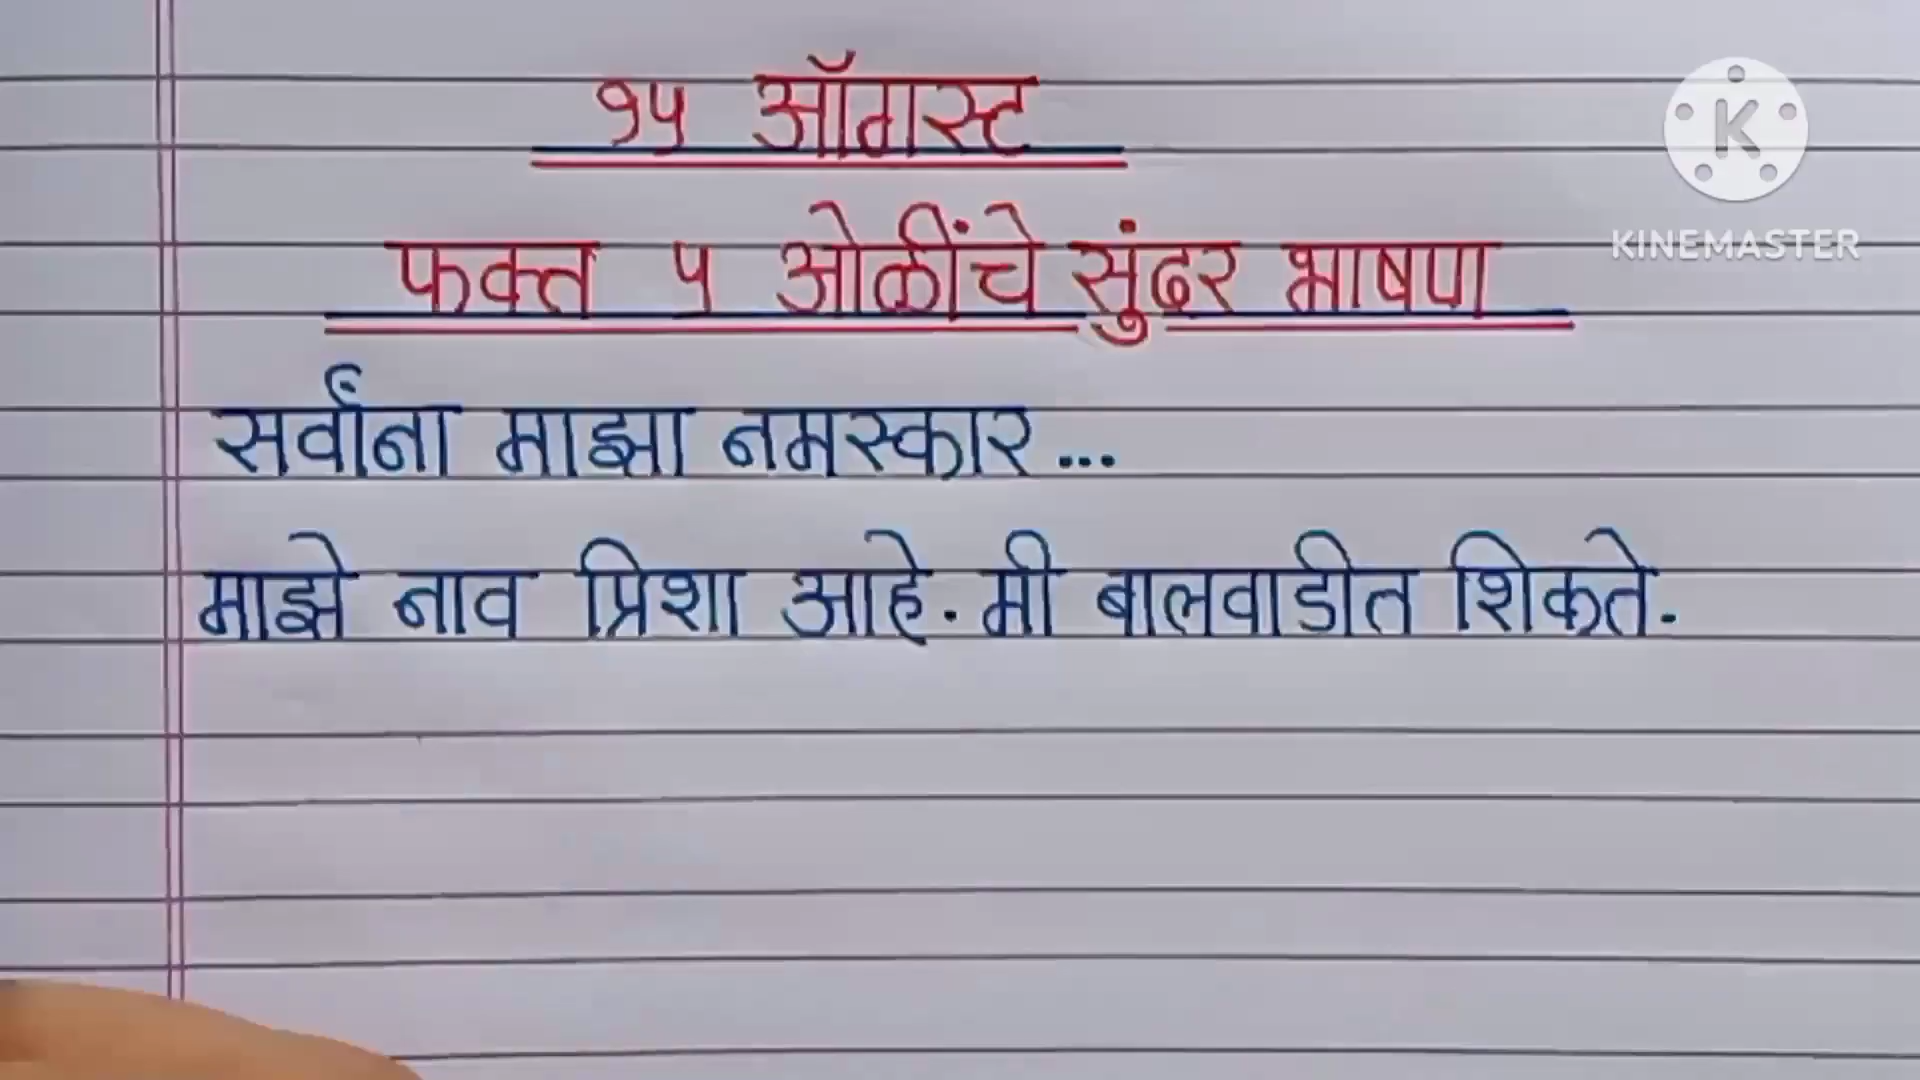 १५ ऑगस्ट
फक्त ५ ओळींचे सुंदर भाषण
सर्वांना माझा नमस्कार...
माझे नाव प्रिशा आहे. मी बालवाडीत शिकते.
K
KINEMASTER